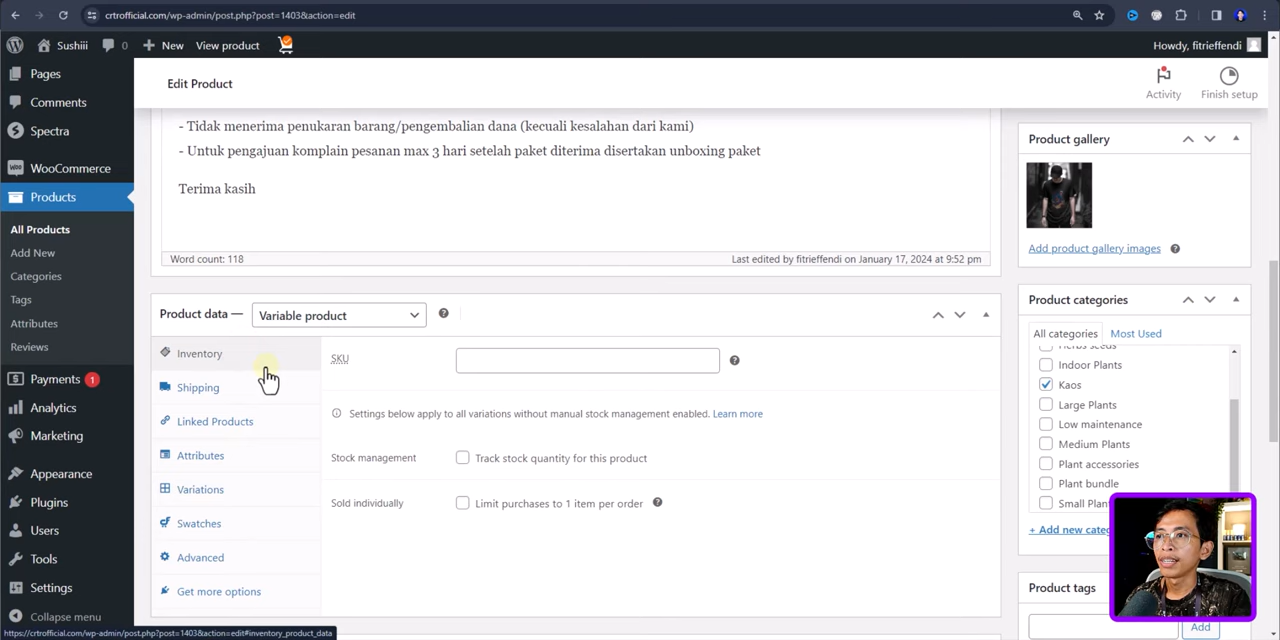 crtrofficial.com/wp-admin/post.php?post=1403&action=edit
Sushiii
0
New
View product
Howdy, fitrieffendi
Pages
Comments
Spectra
WooCommerce
Products
All Products
Add New
Categories
Tags
Attributes
Reviews
Payments 1
Analytics
Marketing
Appearance
Plugins
Users
Tools
Settings
Collapse menu
Edit Product
Activity
Finish setup
- Tidak menerima penukaran barang/pengembalian dana (kecuali kesalahan dari kami)
- Untuk pengajuan komplain pesanan max 3 hari setelah paket diterima disertakan unboxing paket
Terima kasih
Word count: 118
Last edited by fitrieffendi on January 17, 2024 at 9:52 pm
Product data —
Variable product
Inventory
Shipping
Linked Products
Attributes
Variations
Swatches
Advanced
Get more options
SKU
Settings below apply to all variations without manual stock management enabled. Learn more
Stock management
Track stock quantity for this product
Sold individually
Limit purchases to 1 item per order
Product gallery
Add product gallery images
Product categories
All categories
Most Used
Herbs seeds
Indoor Plants
Kaos
Large Plants
Low maintenance
Medium Plants
Plant accessories
Plant bundle
Small Plan
+ Add new categ
Product tags
Add
https://crtrofficial.com/wp-admin/post.php?post=1403&action=edit#inventory_product_data